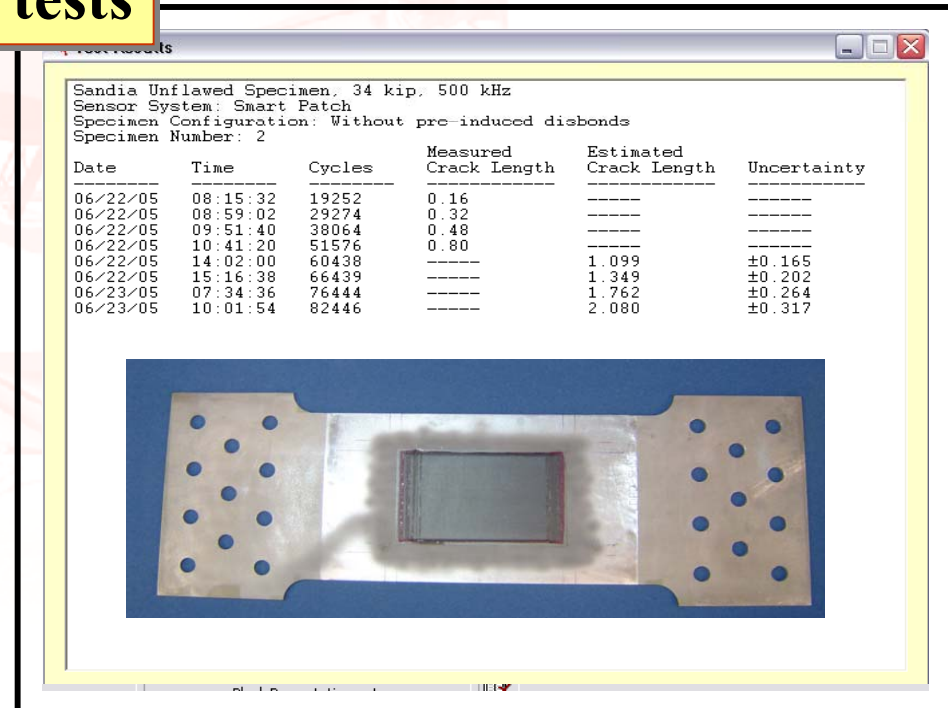 tests
Sandia Unflawed Specimen, 34 kip, 500 kHz
Sensor System: Smart Patch
Specimen Configuration: Without pre-induced disbonds
Specimen Number: 2
Measured Estimated
Date Time Cycles Crack Length Crack Length Uncertainty
-------- -------- -------- ------------ ------------ -----------
06/22/05 08:15:32 19252 0.16 ----- ------
06/22/05 08:59:02 29274 0.32 ----- ------
06/22/05 09:51:40 38064 0.48 ----- ------
06/22/05 10:41:20 51576 0.80 ----- ------
06/22/05 14:02:00 60438 ----- 1.099 ±0.165
06/22/05 15:16:38 66439 ----- 1.349 ±0.202
06/23/05 07:34:36 76444 ----- 1.762 ±0.264
06/23/05 10:01:54 82446 ----- 2.080 ±0.317